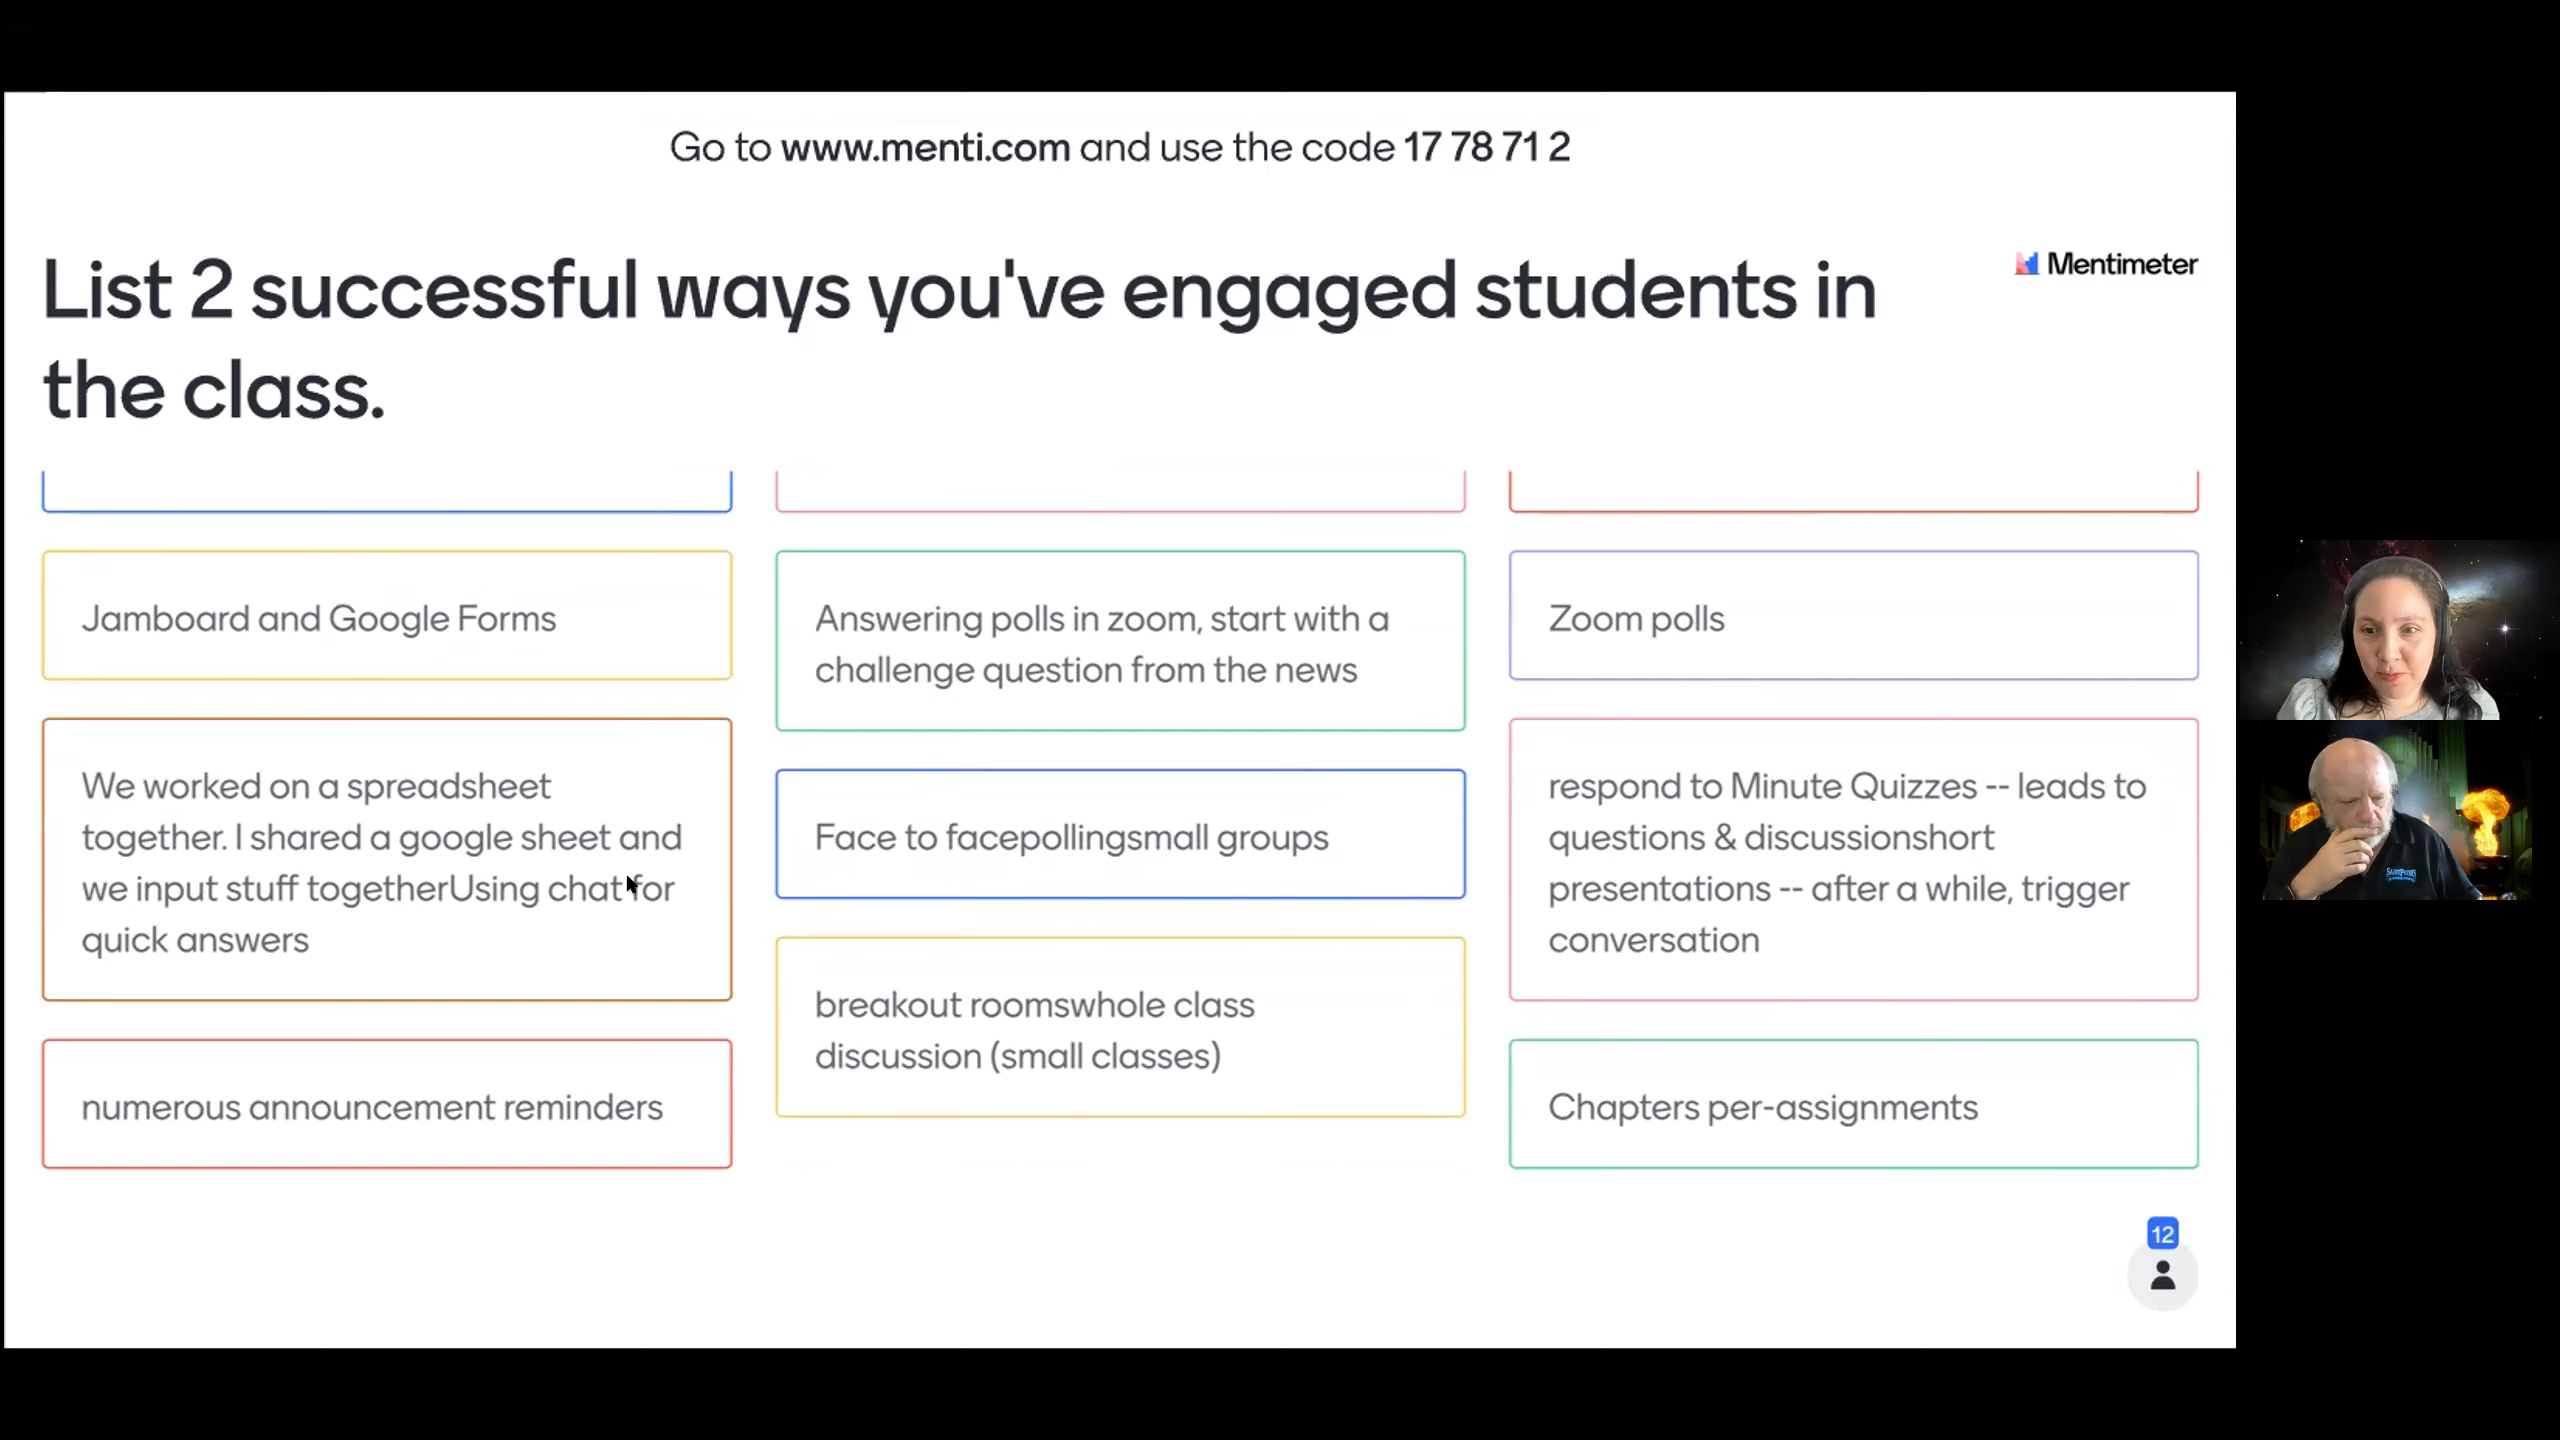 Go to www.menti.com and use the code 17 78 71 2
List 2 successful ways you've engaged students in
the class.
Mentimeter
Jamboard and Google Forms
We worked on a spreadsheet
together. I shared a google sheet and
we input stuff togetherUsing chat for
quick answers
numerous announcement reminders
Answering polls in zoom, start with a
challenge question from the news
Face to facepollingsmall groups
breakout roomswhole class
discussion (small classes)
Zoom polls
respond to Minute Quizzes -- leads to
questions & discussionshort
presentations -- after a while, trigger
conversation
Chapters per-assignments
12